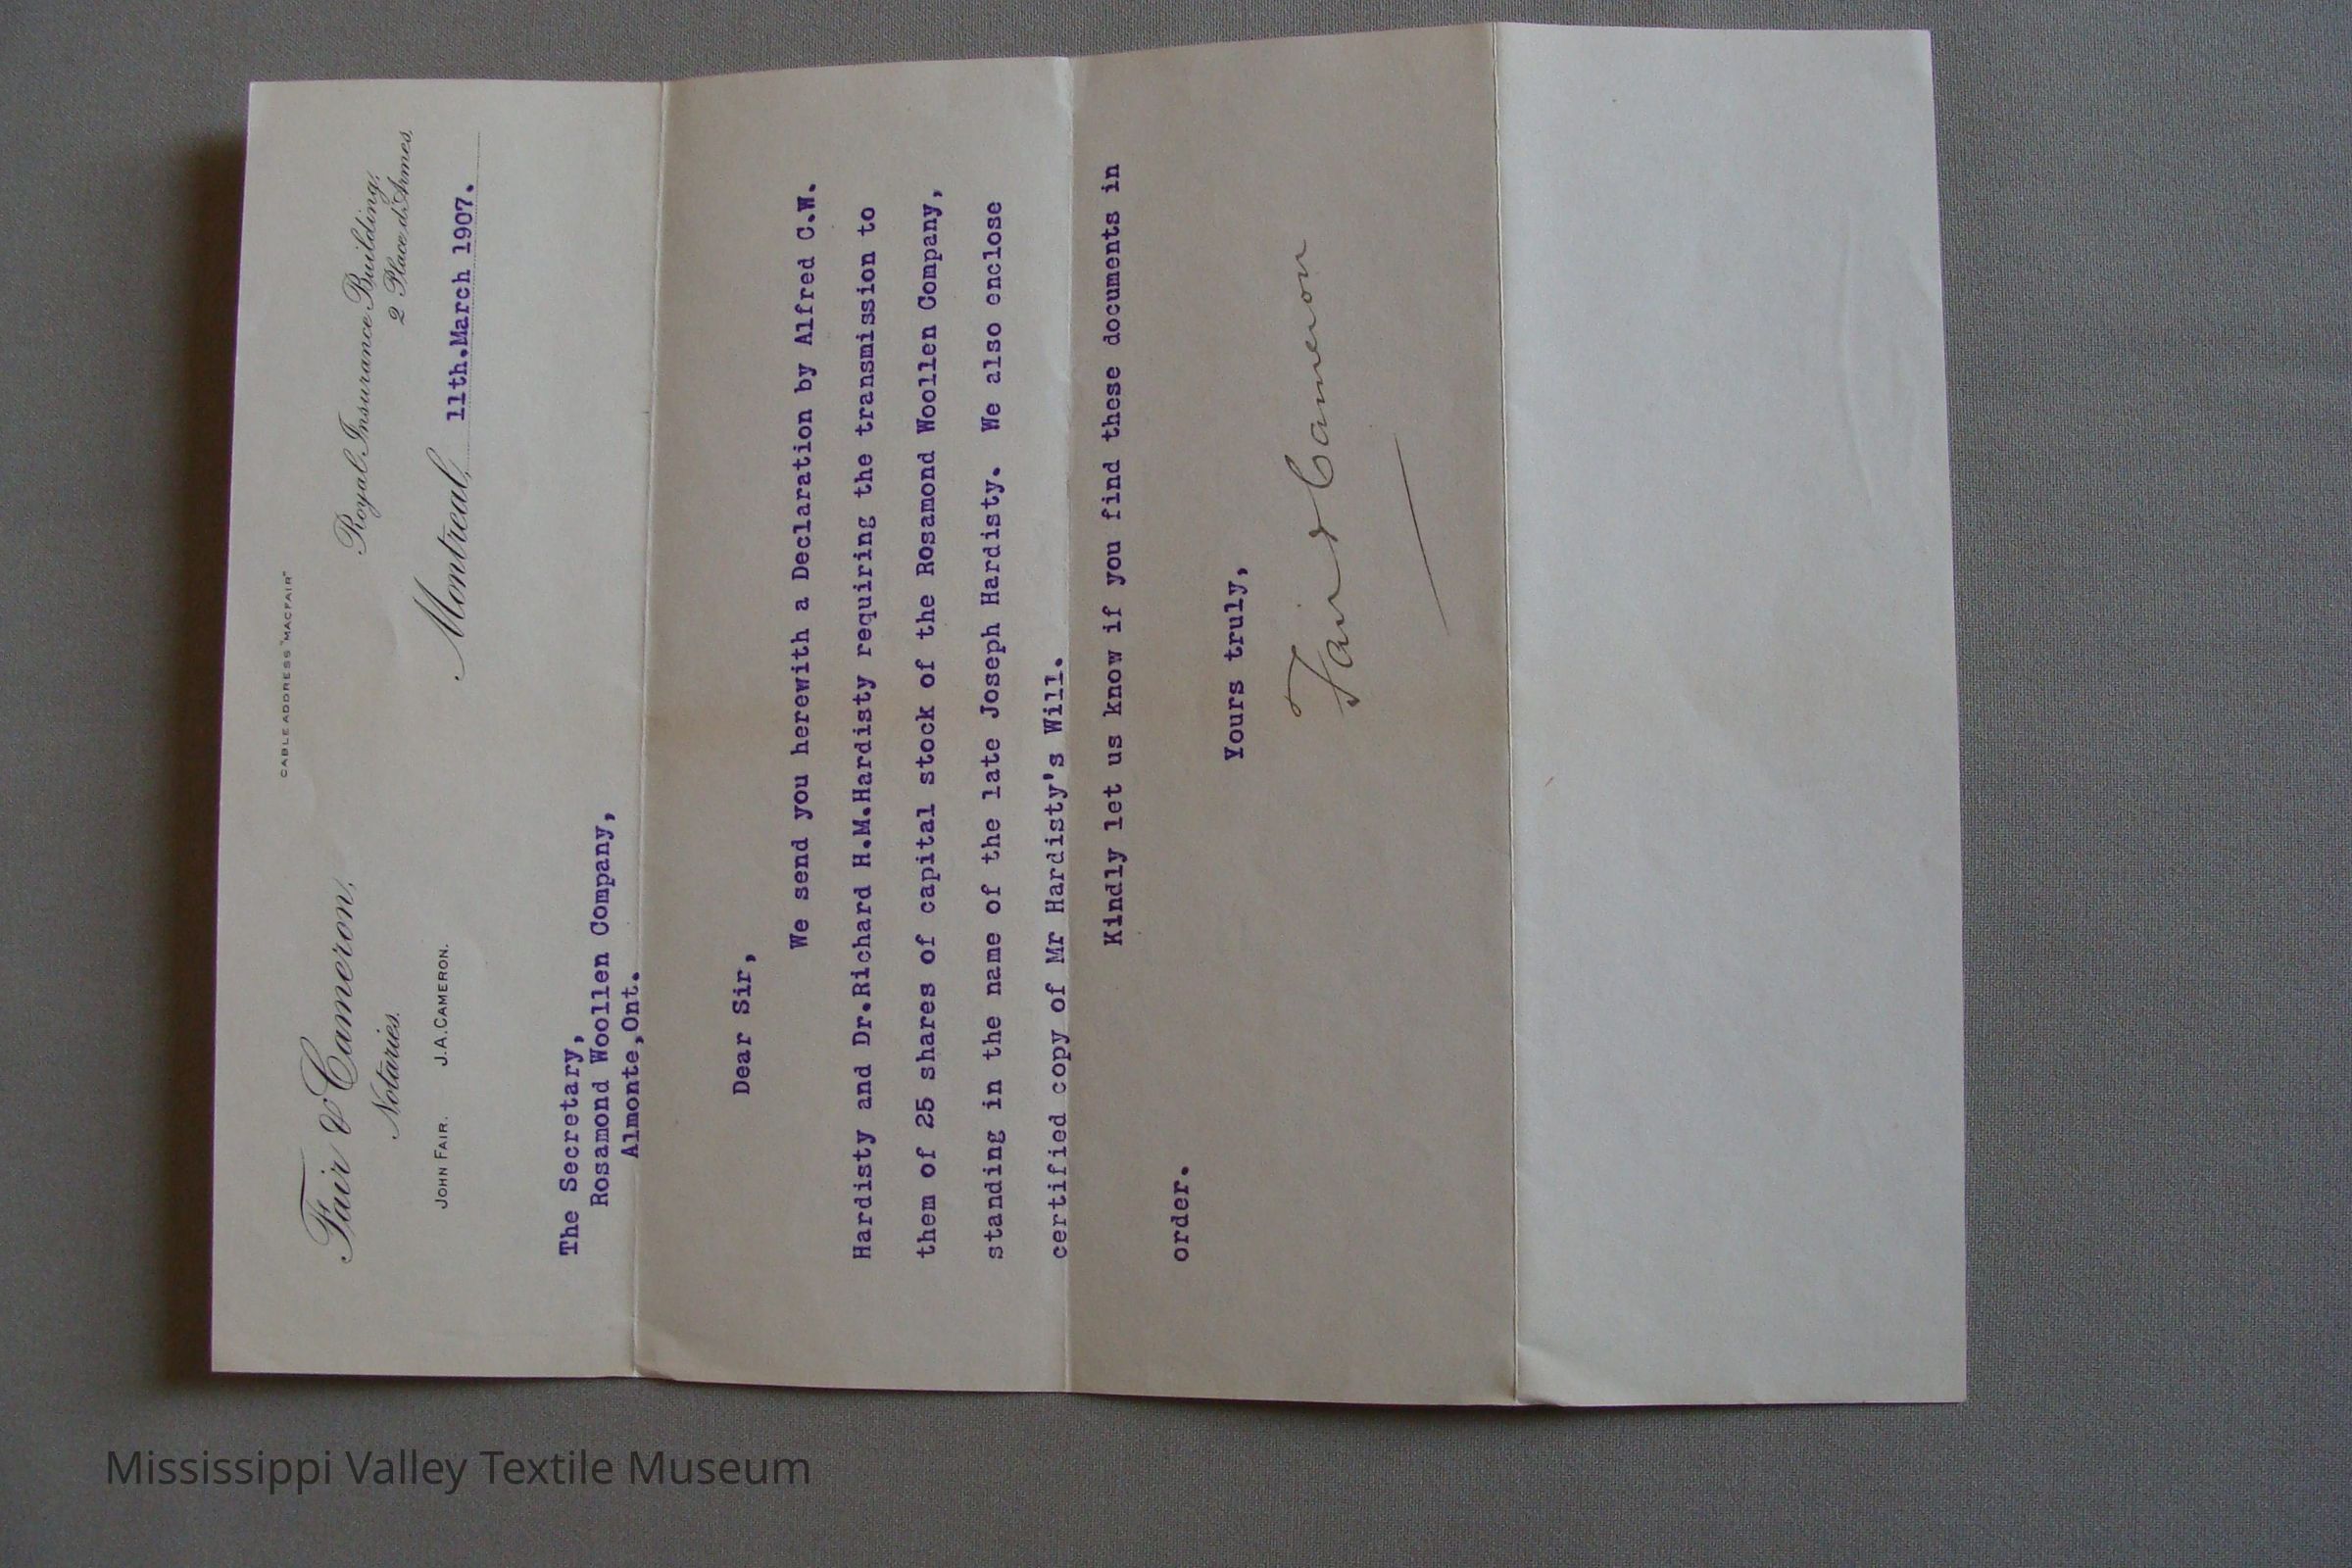 CABLE ADDRESS "MACFAIR"
Fair & Cameron,
Notaries.
JOHN FAIR. J.A.CAMERON.
Royal Insurance Building,
2 Place d'Armes,
Montreal, 11th.March 1907.
The Secretary,
Rosamond Woollen Company,
Almonte,Ont.
Dear Sir,
We send you herewith a Declaration by Alfred C.W.
Hardisty and Dr.Richard H.M.Hardisty requiring the transmission to
them of 25 shares of capital stock of the Rosamond Woollen Company,
standing in the name of the late Joseph Hardisty. We also enclose
certified copy of Mr Hardisty's Will.
Kindly let us know if you find these documents in
order.
Yours truly,
Fair & Cameron
Mississippi Valley Textile Museum